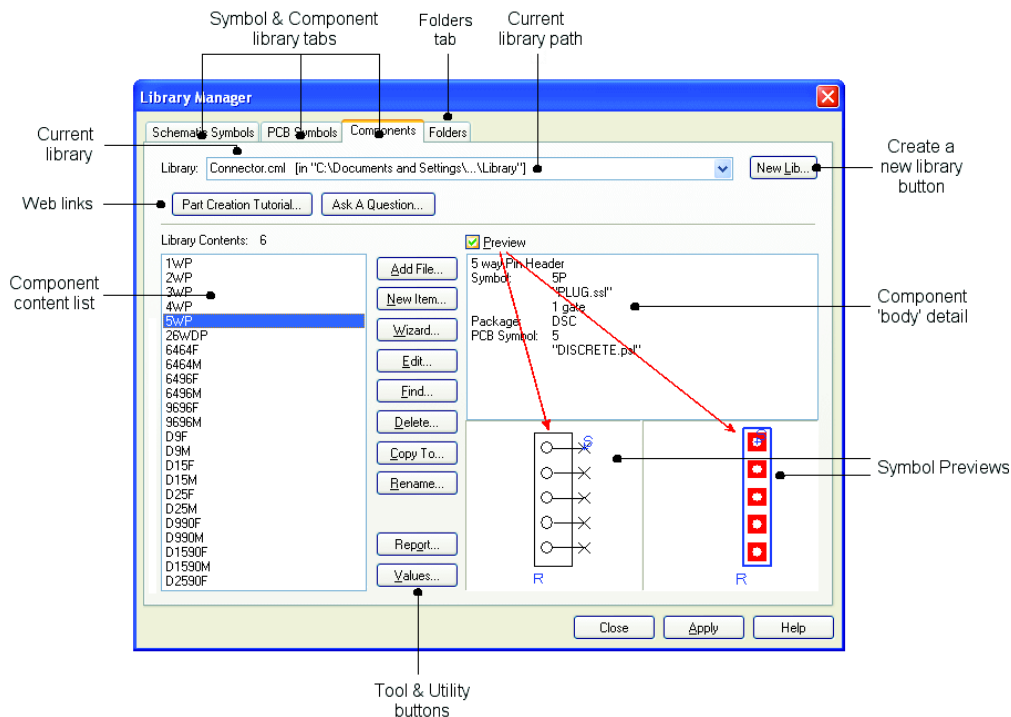 Symbol & Component
library tabs
Folders
tab
Current
library path
Library Manager
Schematic Symbols
PCB Symbols
Components
Folders
Current
library
Library:
Connector.cml   [in "C:\Documents and Settings\...\Library"]
New Lib...
Create a
new library
button
Web links
Part Creation Tutorial...
Ask A Question...
Library Contents:  6
Preview
Component
content list
1WP
2WP
3WP
4WP
5WP
26WDP
6464F
6464M
6496F
6496M
9696F
9696M
D9F
D9M
D15F
D15M
D25F
D25M
D990F
D990M
D1590F
D1590M
D2590F
Add File...
New Item...
Wizard...
Edit...
Find...
Delete...
Copy To...
Rename...
Report...
Values...
5 way Pin Header
Symbol: 5P
"PLUG.ssl"
1 gate
Package: DSC
PCB Symbol: 5
"DISCRETE.psl"
Component
'body' detail
S
R
R
Symbol Previews
Close
Apply
Help
Tool & Utility
buttons